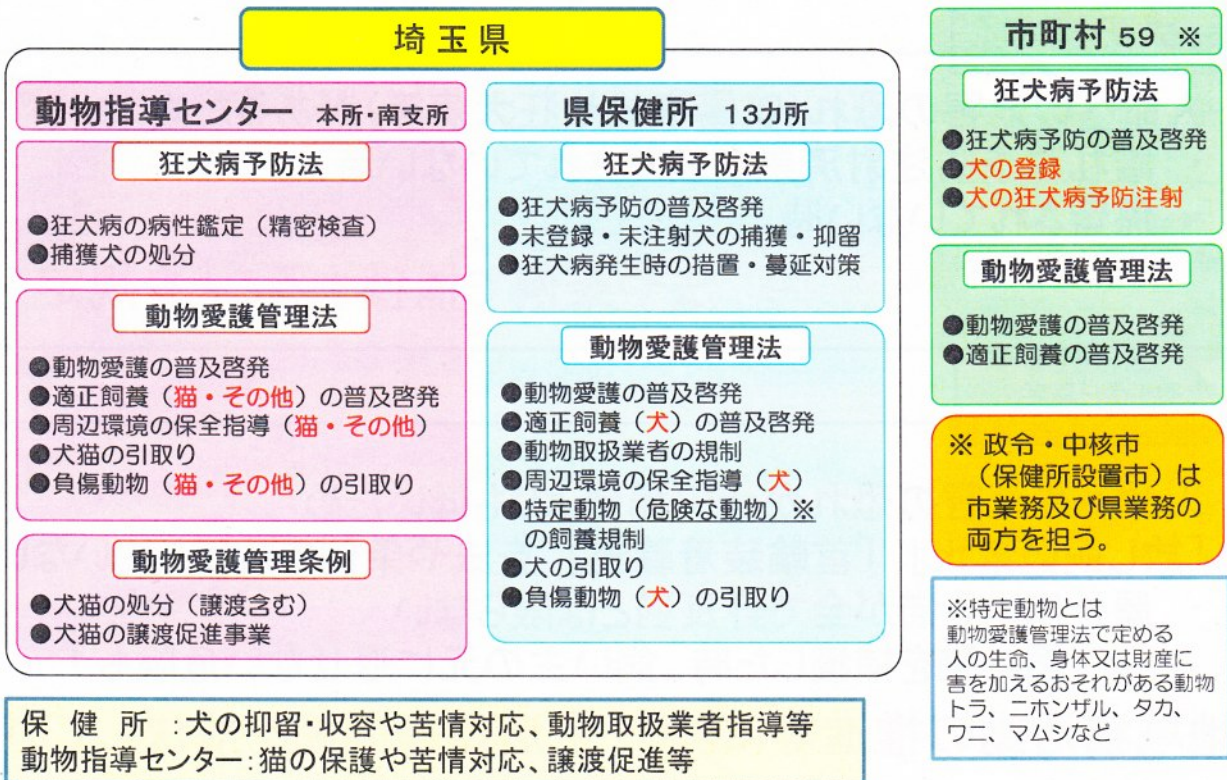 埼玉県
動物指導センター 本所・南支所
狂犬病予防法
●狂犬病の病性鑑定（精密検査）
●捕獲犬の処分
動物愛護管理法
●動物愛護の普及啓発
●適正飼養（猫・その他）の普及啓発
●周辺環境の保全指導（猫・その他）
●犬猫の引取り
●負傷動物（猫・その他）の引取り
動物愛護管理条例
●犬猫の処分（譲渡含む）
●犬猫の譲渡促進事業
県保健所 13カ所
狂犬病予防法
●狂犬病予防の普及啓発
●未登録・未注射犬の捕獲・抑留
●狂犬病発生時の措置・蔓延対策
動物愛護管理法
●動物愛護の普及啓発
●適正飼養（犬）の普及啓発
●動物取扱業者の規制
●周辺環境の保全指導（犬）
●特定動物（危険な動物）※
の飼養規制
●犬の引取り
●負傷動物（犬）の引取り
市町村 59 ※
狂犬病予防法
●狂犬病予防の普及啓発
●犬の登録
●犬の狂犬病予防注射
動物愛護管理法
●動物愛護の普及啓発
●適正飼養の普及啓発
※ 政令・中核市
（保健所設置市）は
市業務及び県業務の
両方を担う。
※特定動物とは
動物愛護管理法で定める
人の生命、身体又は財産に
害を加えるおそれがある動物
トラ、ニホンザル、タカ、
ワニ、マムシなど
保 健 所 ：犬の抑留・収容や苦情対応、動物取扱業者指導等
動物指導センター：猫の保護や苦情対応、譲渡促進等